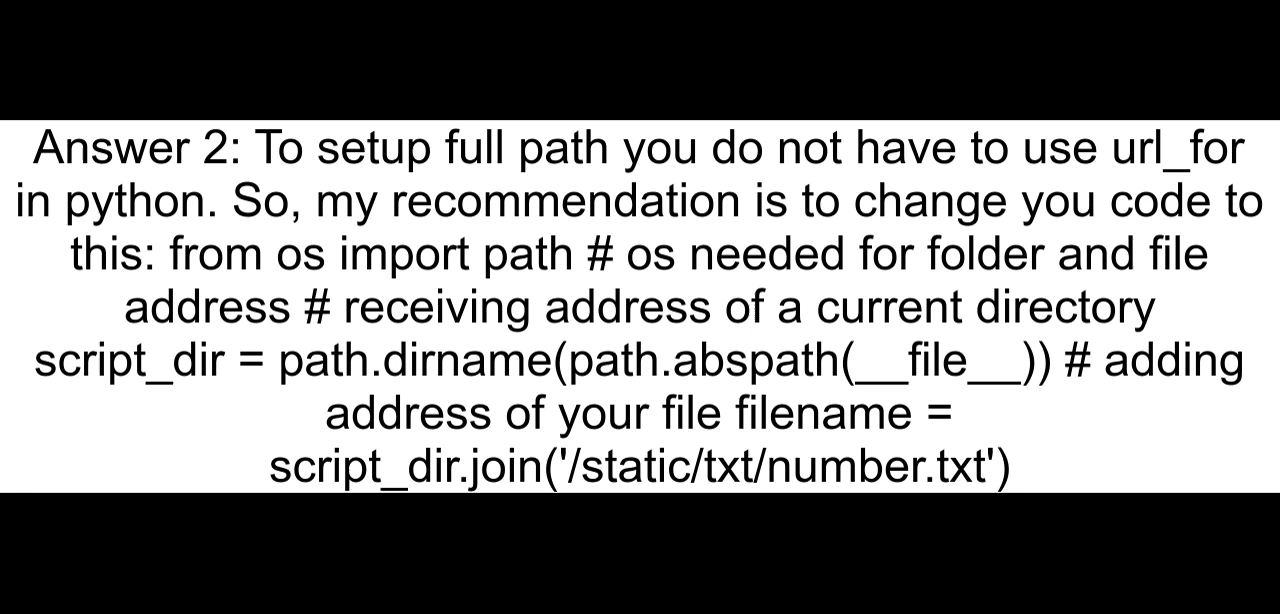 Answer 2: To setup full path you do not have to use url_for
in python. So, my recommendation is to change you code to
this: from os import path # os needed for folder and file
address # receiving address of a current directory
script_dir = path.dirname(path.abspath(__file__)) # adding
address of your file filename =
script_dir.join('/static/txt/number.txt')